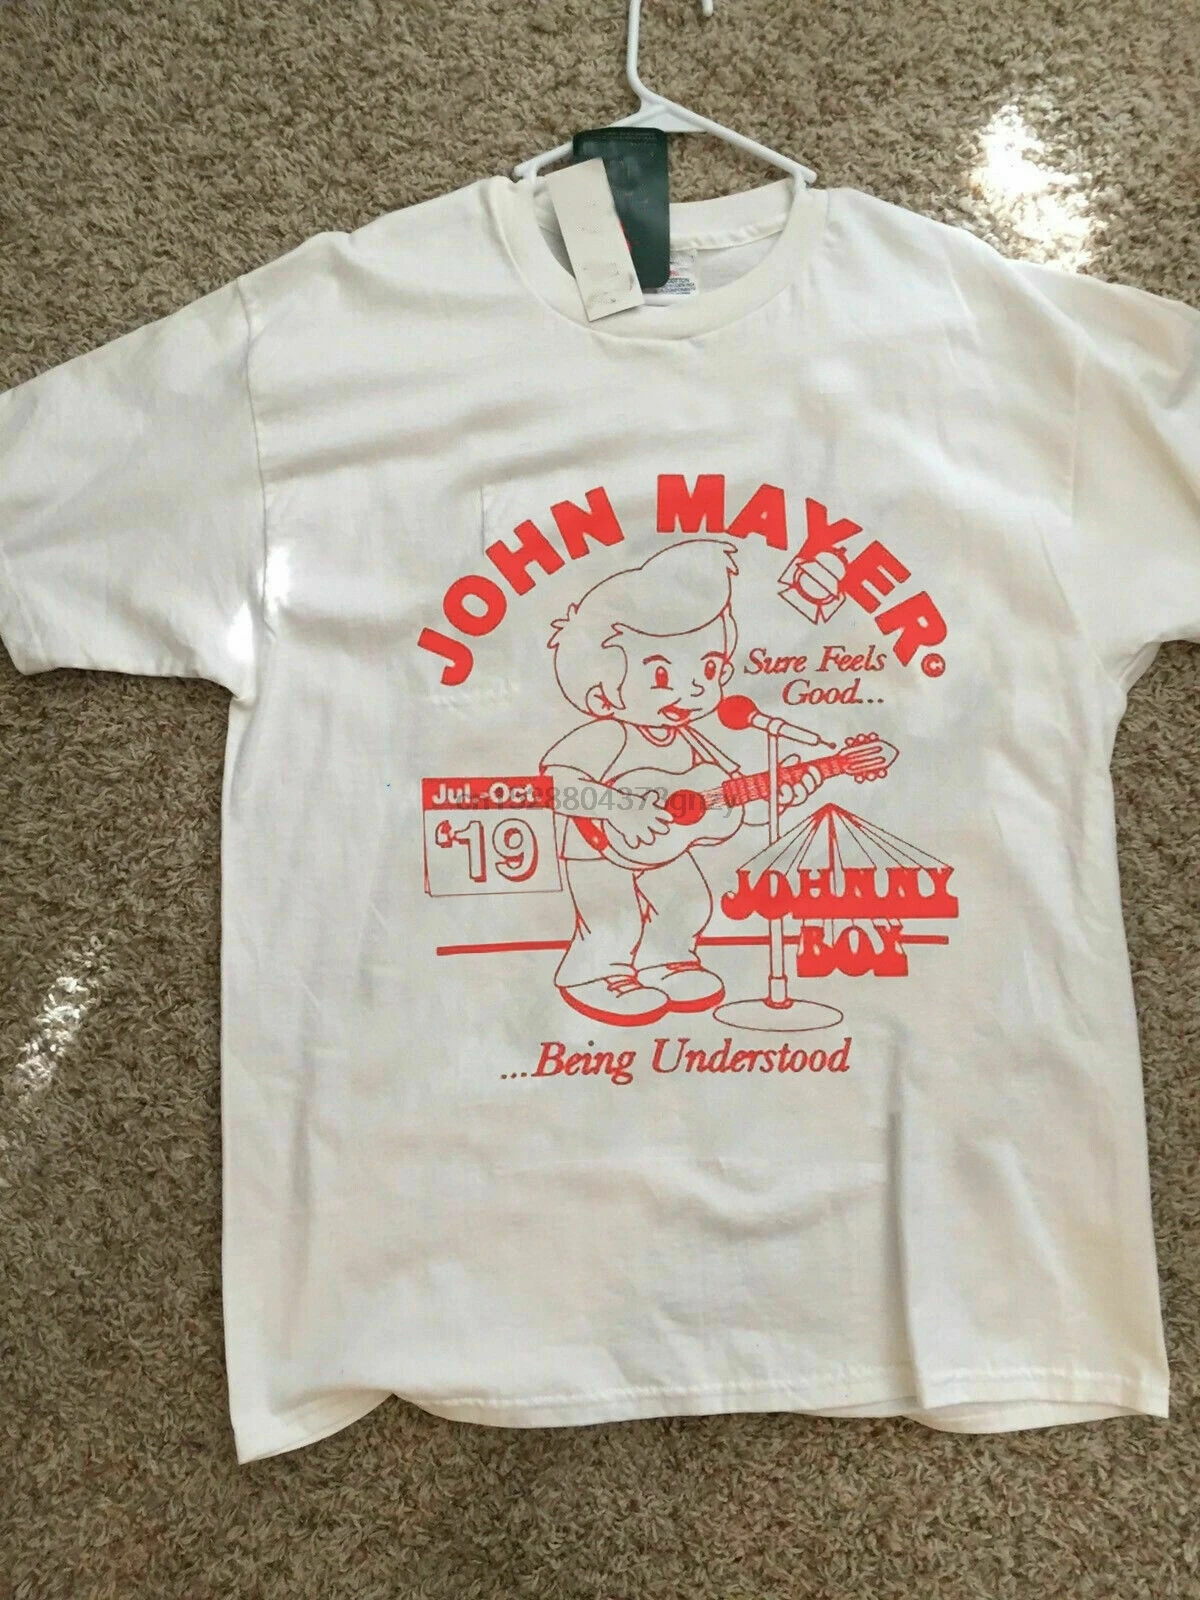 JOHN MAYER©
Sure Feels
Good...
Jul.-Oct
'19
JOHNNY
BOY
...Being Understood